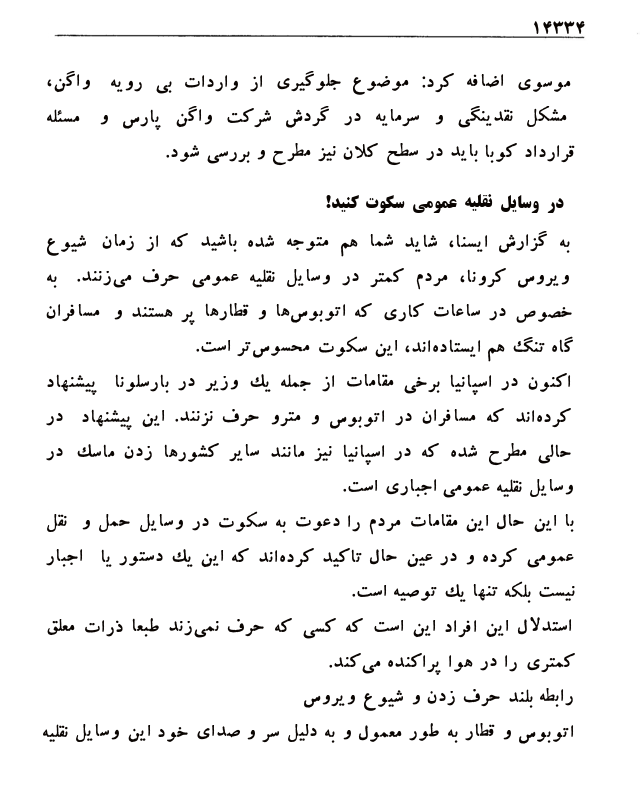 ۱۴۳۳۴
موسوی اضافه کرد: موضوع جلوگیری از واردات بی رویه واگن،
مشکل نقدینگی و سرمایه در گردش شرکت واگن پارس و مسئله
قرارداد کوبا باید در سطح کلان نیز مطرح و بررسی شود.
در وسایل نقلیه عمومی سکوت کنید!
به گزارش ایسنا، شاید شما هم متوجه شده باشید که از زمان شیوع
ویروس کرونا، مردم کمتر در وسایل نقلیه عمومی حرف می‌زنند. به
خصوص در ساعات کاری که اتوبوس‌ها و قطارها پر هستند و مسافران
گاه تنگ هم ایستاده‌اند، این سکوت محسوس‌تر است.
اکنون در اسپانیا برخی مقامات از جمله یك وزیر در بارسلونا پیشنهاد
کرده‌اند که مسافران در اتوبوس و مترو حرف نزنند. این پیشنهاد در
حالی مطرح شده که در اسپانیا نیز مانند سایر کشورها زدن ماسك در
وسایل نقلیه عمومی اجباری است.
با این حال این مقامات مردم را دعوت به سکوت در وسایل حمل و نقل
عمومی کرده و در عین حال تاکید کرده‌اند که این یك دستور یا اجبار
نیست بلکه تنها یك توصیه است.
استدلال این افراد این است که کسی که حرف نمی‌زند طبعا ذرات معلق
کمتری را در هوا پراکنده می‌کند.
رابطه بلند حرف زدن و شیوع ویروس
اتوبوس و قطار به طور معمول و به دلیل سر و صدای خود این وسایل نقلیه